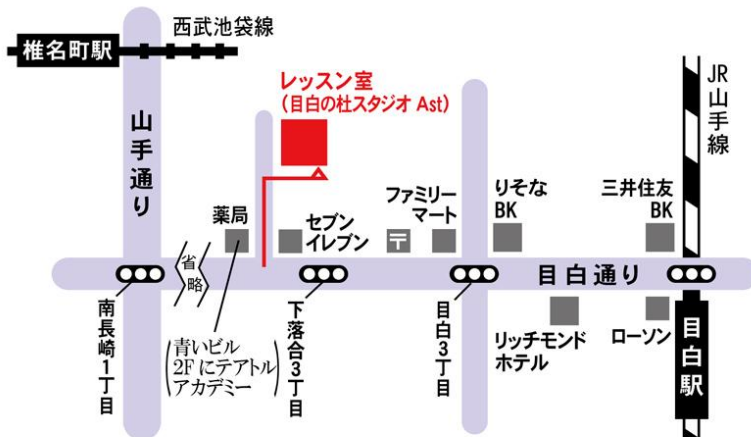 西武池袋線
椎名町駅
JR山手線
レッスン室
（目白の杜スタジオ Ast）
山手通り
薬局
セブン
イレブン
〒
ファミリー
マート
りそな
BK
三井住友
BK
省略
目白通り
南長崎1丁目
（青いビル
2Fにテアトル
アカデミー）
下落合3丁目
目白3丁目
リッチモンド
ホテル
ローソン
目白駅